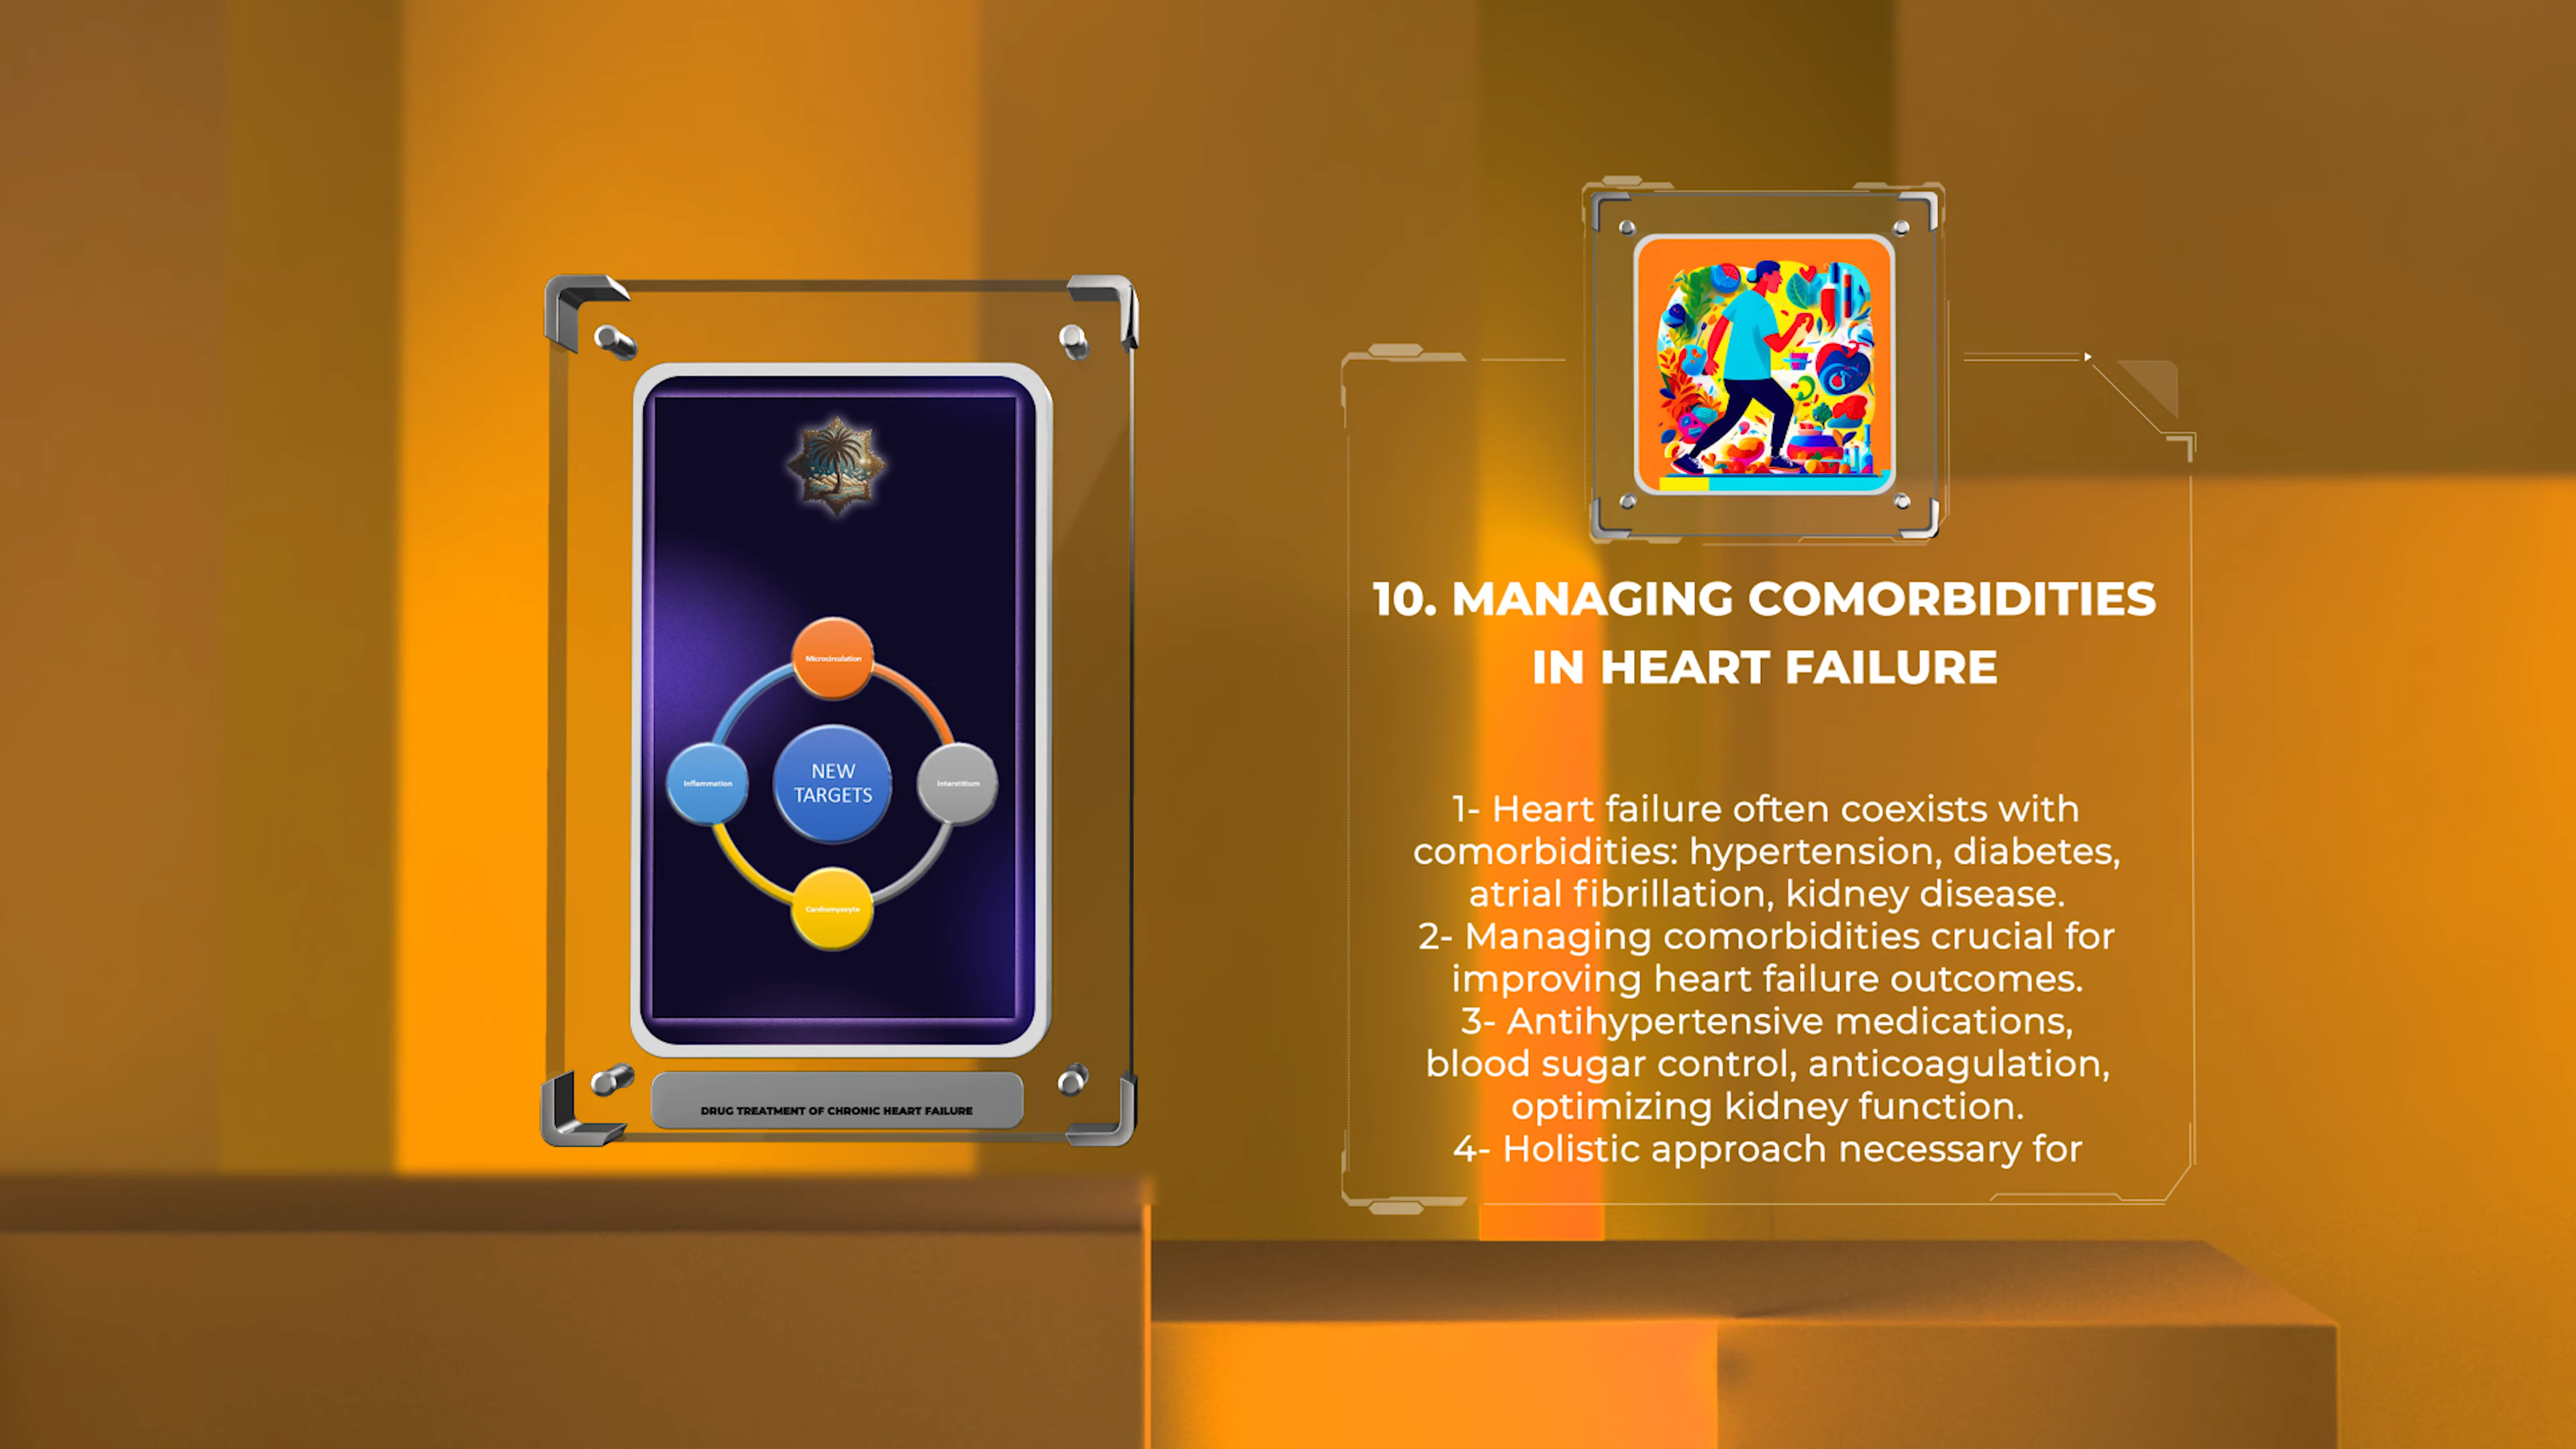 Microcirculation
Inflammation
NEW
TARGETS
Interstitium
Cardiomyocyte
DRUG TREATMENT OF CHRONIC HEART FAILURE
10. MANAGING COMORBIDITIES
IN HEART FAILURE
1- Heart failure often coexists with
comorbidities: hypertension, diabetes,
atrial fibrillation, kidney disease.
2- Managing comorbidities crucial for
improving heart failure outcomes.
3- Antihypertensive medications,
blood sugar control, anticoagulation,
optimizing kidney function.
4- Holistic approach necessary for